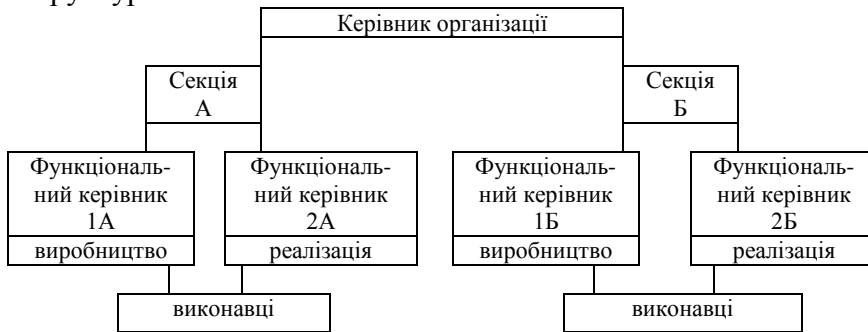 Керівник організації
Секція
А
Секція
Б
Функціональ-
ний керівник
1А
виробництво
Функціональ-
ний керівник
2А
реалізація
Функціональ-
ний керівник
1Б
виробництво
Функціональ-
ний керівник
2Б
реалізація
виконавці
виконавці